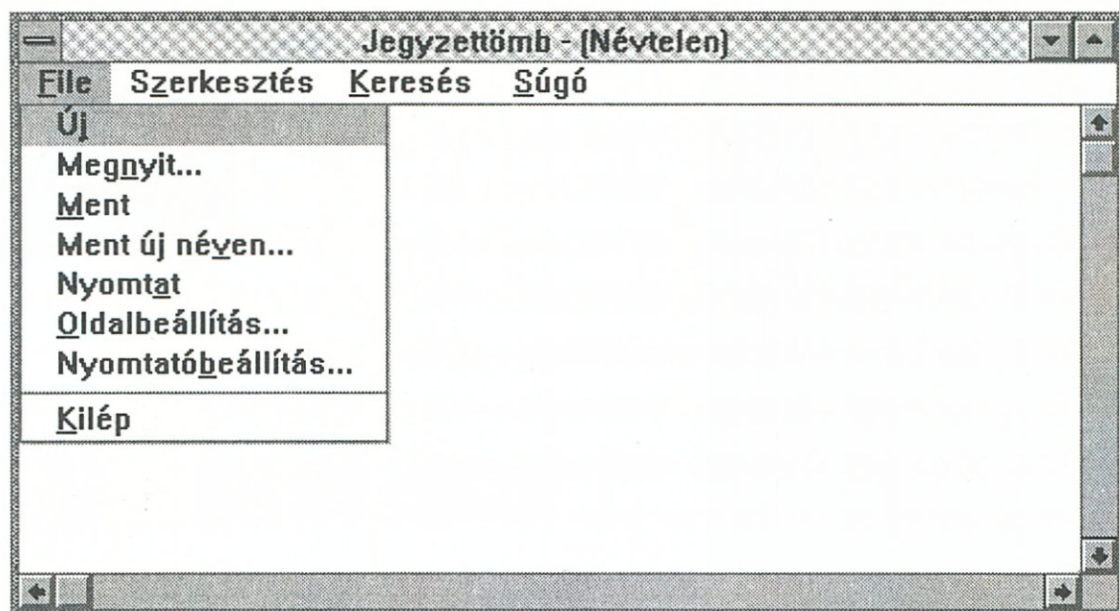 Jegyzettömb - (Névtelen)
File Szerkesztés Keresés Súgó
Új
Megnyit...
Ment
Ment új néven...
Nyomtat
Oldalbeállítás...
Nyomtatóbeállítás...
Kilép